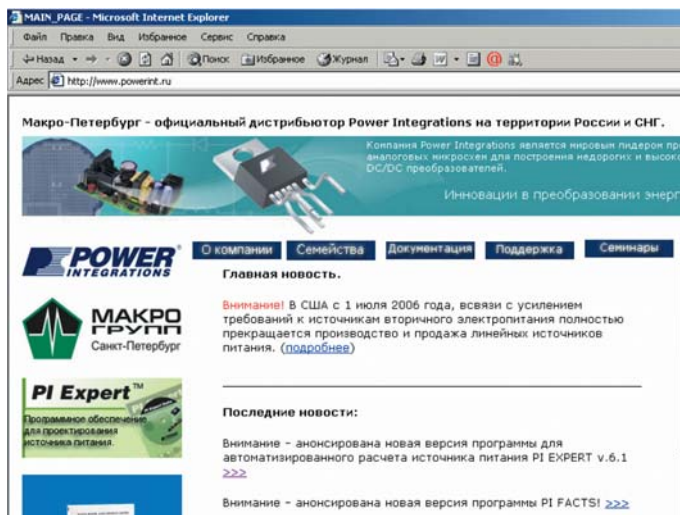 MAIN_PAGE - Microsoft Internet Explorer
Файл Правка Вид Избранное Сервис Справка
Назад Поиск Избранное Журнал
Адрес http://www.powerint.ru
Макро-Петербург - официальный дистрибьютор Power Integrations на территории России и СНГ.
Компания Power Integrations является мировым лидером пр
аналоговых микросхем для построения недорогих и высок
DC/DC преобразователей.
Инновации в преобразовании энерг
POWER
INTEGRATIONS
О компании Семейства Документация Поддержка Семинары
Главная новость.
Внимание! В США с 1 июля 2006 года, всвязи с усилением
требований к источникам вторичного электропитания полностью
прекращается производство и продажа линейных источников
питания. (подробнее)
МАКРО
ГРУПП
Санкт-Петербург
PI Expert™
Программное обеспечение
для проектирования
источника питания.
Последние новости:
Внимание - анонсирована новая версия программы для
автоматизированного расчета источника питания PI EXPERT v.6.1
>>>
Внимание - анонсирована новая версия программы PI FACTS! >>>